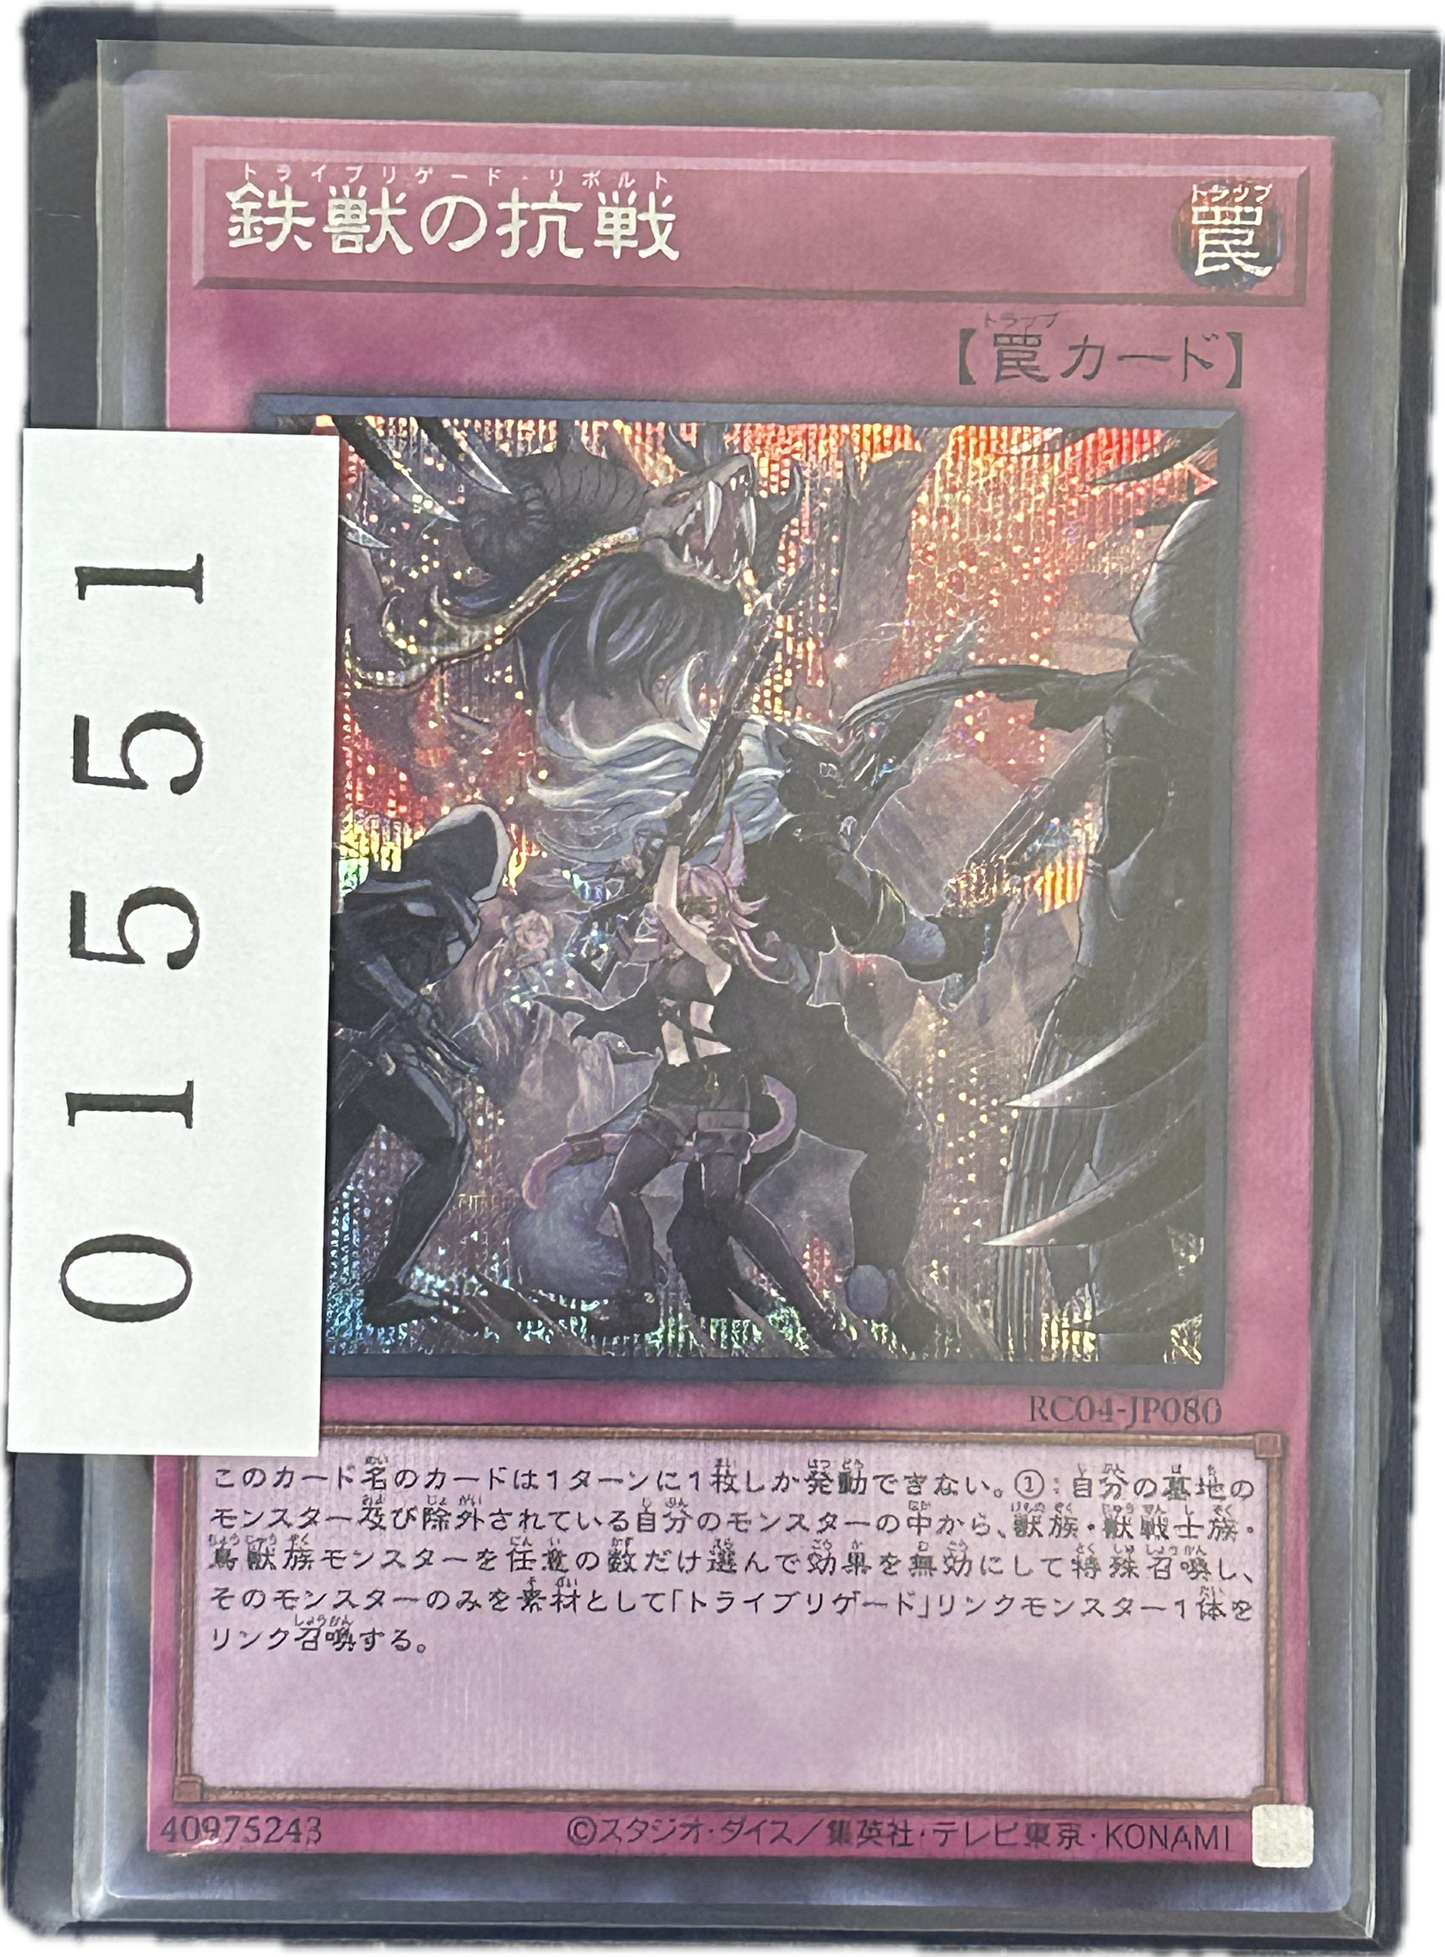 トライブリゲード・リボルト
鉄獣の抗戦
トラップ
罠
トラップ
【罠カード】
015551
RC04-JP080
このカード名のカードは1ターンに1枚しか発動できない。①:自分の墓地の
モンスター及び除外されている自分のモンスターの中から、獣族・獣戦士族・
鳥獣族モンスターを任意の数だけ選んで効果を無効にして特殊召喚し、
そのモンスターのみを素材として「トライブリゲード」リンクモンスター1体を
リンク召喚する。
40975243
©スタジオ・ダイス/集英社・テレビ東京・KONAMI